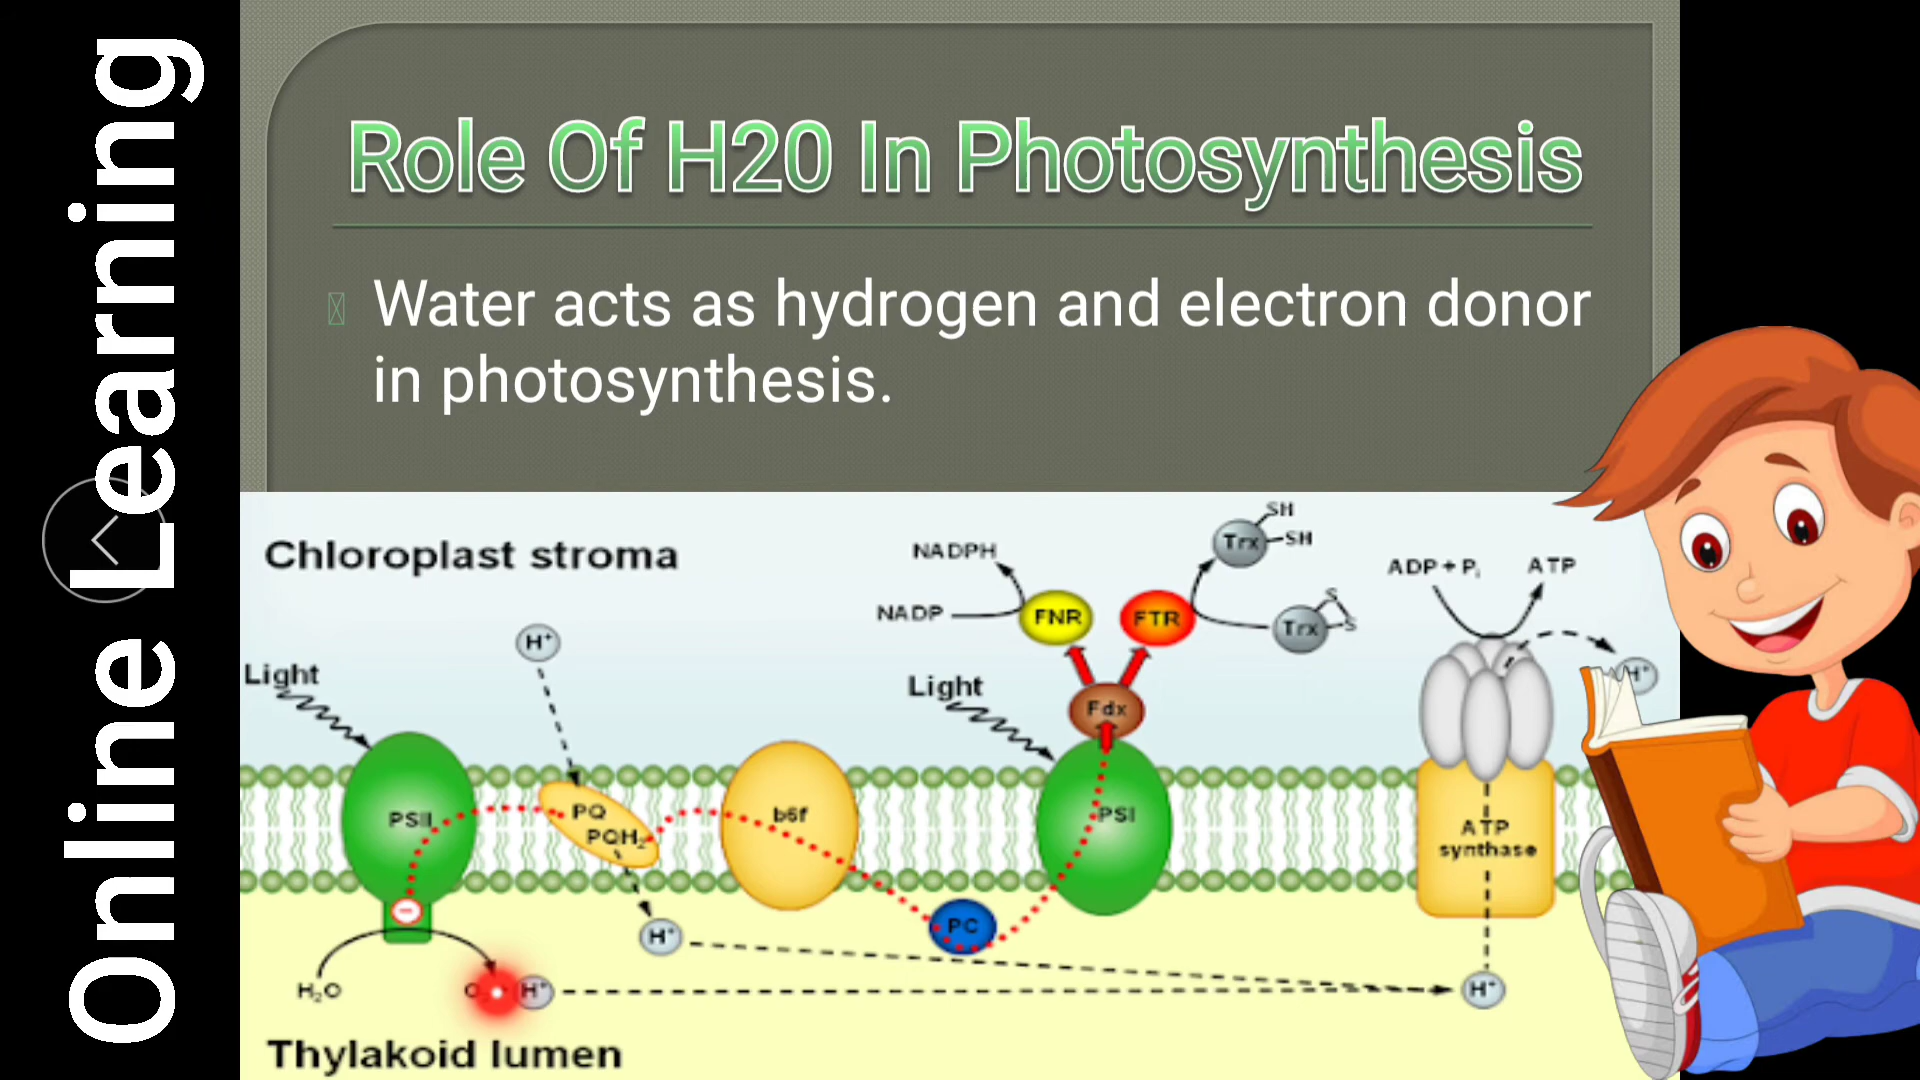 Online Learning
Role Of H20 In Photosynthesis
Water acts as hydrogen and electron donor
in photosynthesis.
Chloroplast stroma
NADPH
NADP
FNR
FTR
Trx
SH
SH
Trx
S
S
ADP + Pi
ATP
H+
H+
Light
Light
Fdx
PSII
PQ
PQH2
b6f
PSI
PC
ATP
synthase
H+
H2O
H+
H+
Thylakoid lumen